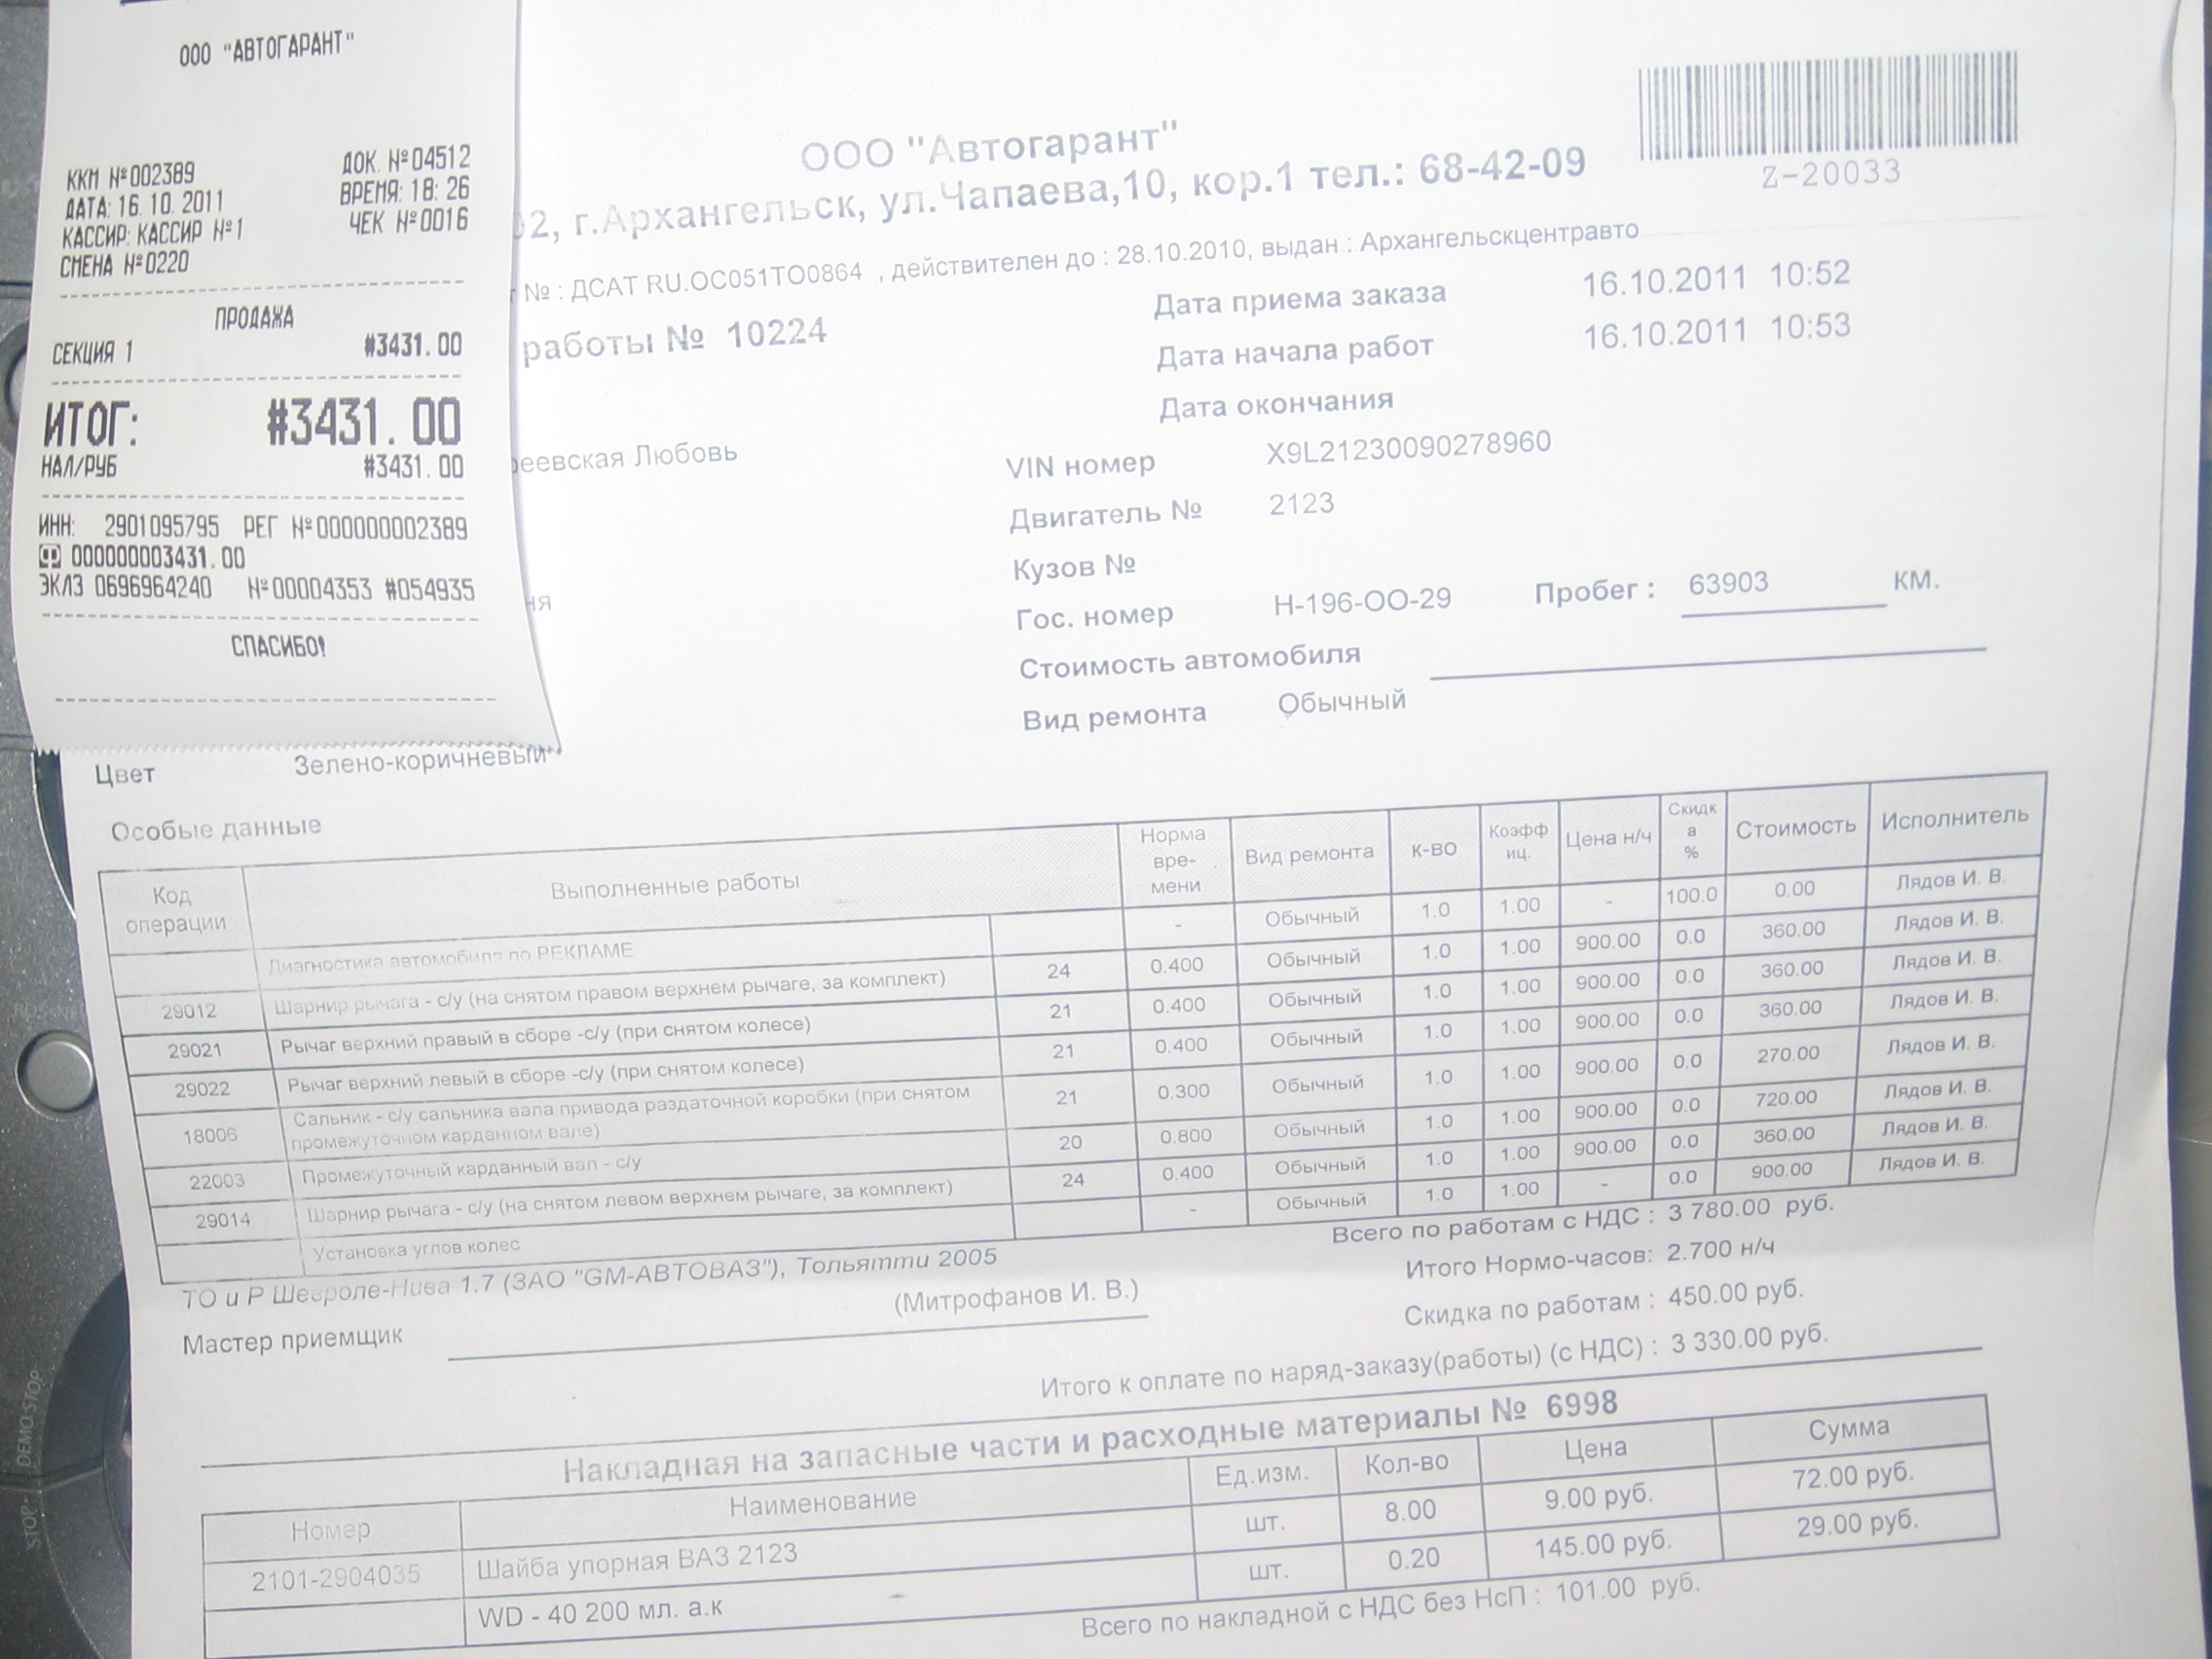 ООО "АВТОГАРАНТ"
ККМ №002389 ДОК. №04512
ДАТА: 16.10.2011 ВРЕМЯ: 18:26
КАССИР: КАССИР №1 ЧЕК №0016
СМЕНА №0220
ПРОДАЖА
СЕКЦИЯ 1 #3431.00
ИТОГ: #3431.00
НАЛ/РУБ #3431.00
ИНН: 2901095795 РЕГ №000000002389
000000003431.00
ЭКЛЗ 0696964240 №00004353 #054935
СПАСИБО!
ООО "Автогарант"
02, г.Архангельск, ул.Чапаева,10, кор.1 тел.: 68-42-09
Z-20033
№ : ДСАТ RU.ОС051ТО0864 , действителен до : 28.10.2010, выдан : Архангельскцентравто
работы № 10224
Дата приема заказа 16.10.2011 10:52
Дата начала работ 16.10.2011 10:53
Дата окончания
реевская Любовь
VIN номер X9L21230090278960
Двигатель № 2123
Кузов №
ня
Гос. номер Н-196-ОО-29 Пробег : 63903 КМ.
Стоимость автомобиля
Вид ремонта Обычный
Цвет Зелено-коричневый
Особые данные
Код операции Выполненные работы Норма вре-мени Вид ремонта к-во Коэфф иц. Цена н/ч Скидк а % Стоимость Исполнитель
Диагностика автомобиля по РЕКЛАМЕ - Обычный 1.0 1.00 - 100.0 0.00 Лядов И. В.
29012 Шарнир рычага - с/у (на снятом правом верхнем рычаге, за комплект) 24 0.400 Обычный 1.0 1.00 900.00 0.0 360.00 Лядов И. В.
29021 Рычаг верхний правый в сборе -с/у (при снятом колесе) 21 0.400 Обычный 1.0 1.00 900.00 0.0 360.00 Лядов И. В.
29022 Рычаг верхний левый в сборе -с/у (при снятом колесе) 21 0.400 Обычный 1.0 1.00 900.00 0.0 360.00 Лядов И. В.
18006 Сальник - с/у сальника вала привода раздаточной коробки (при снятом промежуточном карданном вале) 21 0.300 Обычный 1.0 1.00 900.00 0.0 270.00 Лядов И. В.
22003 Промежуточный карданный вал - с/у 20 0.800 Обычный 1.0 1.00 900.00 0.0 720.00 Лядов И. В.
29014 Шарнир рычага - с/у (на снятом левом верхнем рычаге, за комплект) 24 0.400 Обычный 1.0 1.00 900.00 0.0 360.00 Лядов И. В.
Установка углов колес - Обычный 1.0 1.00 - 0.0 900.00 Лядов И. В.
ТО и Р Шевроле-Нива 1.7 (ЗАО "GM-АВТОВАЗ"), Тольятти 2005
Всего по работам с НДС : 3 780.00 руб.
Итого Нормо-часов: 2.700 н/ч
Мастер приемщик (Митрофанов И. В.)
Скидка по работам : 450.00 руб.
Итого к оплате по наряд-заказу(работы) (с НДС) : 3 330.00 руб.
Накладная на запасные части и расходные материалы № 6998
Номер Наименование Ед.изм. Кол-во Цена Сумма
2101-2904035 Шайба упорная ВАЗ 2123 шт. 8.00 9.00 руб. 72.00 руб.
WD - 40 200 мл. а.к шт. 0.20 145.00 руб. 29.00 руб.
Всего по накладной с НДС без НсП : 101.00 руб.
STOP - DEMO STOP